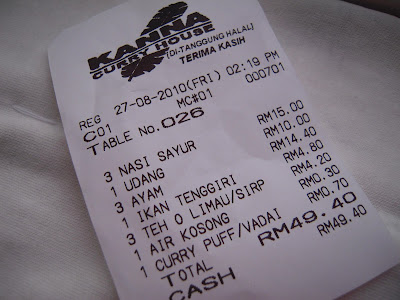 KANNA
CURRY HOUSE
(DI-TANGGUNG HALAL)
TERIMA KASIH
REG 27-08-2010(FRI) 02:19 PM
C01 MC#01 000701
TABLE No.026
3 NASI SAYUR RM15.00
1 UDANG RM10.00
3 AYAM RM14.40
1 IKAN TENGGIRI RM4.80
3 TEH O LIMAU/SIRP RM4.20
1 AIR KOSONG RM0.30
1 CURRY PUFF/VADAI RM0.70
TOTAL RM49.40
CASH RM49.40